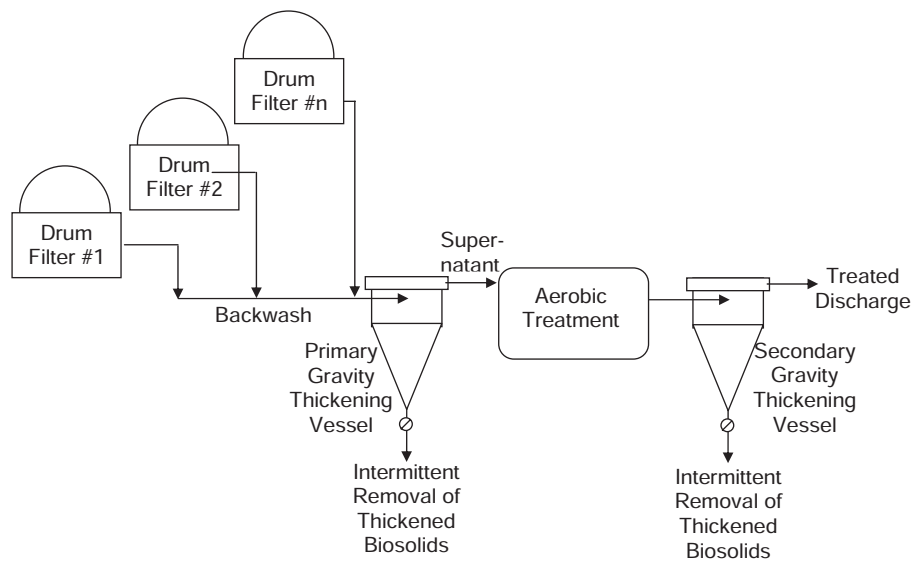 Drum
Filter #n
Drum
Filter #2
Drum
Filter #1
Backwash
Super-
natant
Aerobic
Treatment
Treated
Discharge
Primary
Gravity
Thickening
Vessel
Secondary
Gravity
Thickening
Vessel
Intermittent
Removal of
Thickened
Biosolids
Intermittent
Removal of
Thickened
Biosolids